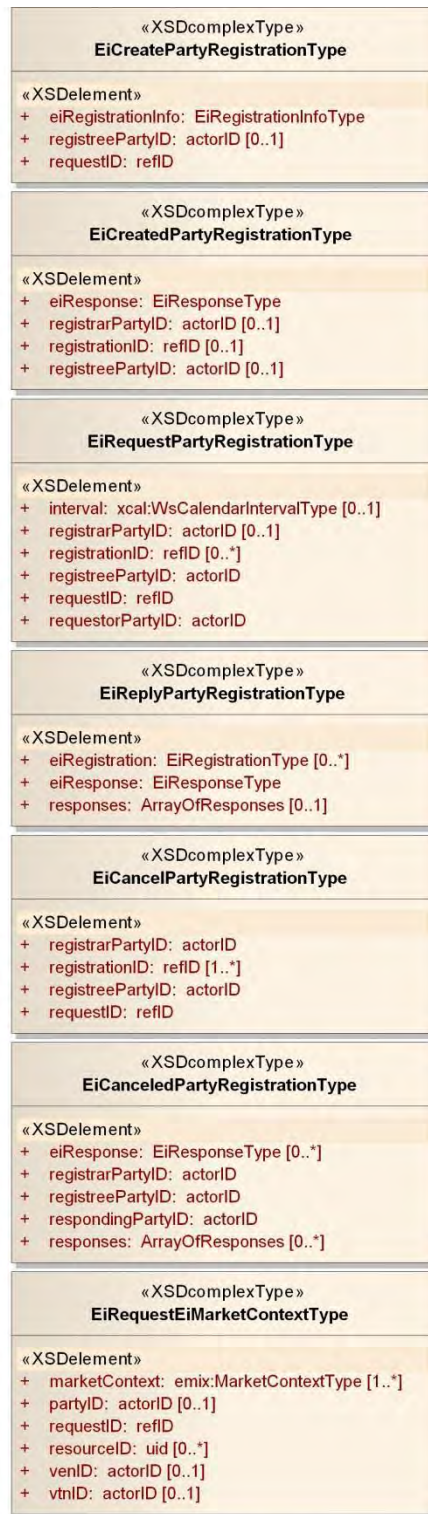 «XSDcomplexType»
EiCreatePartyRegistrationType
«XSDelement»
+ eiRegistrationInfo: EiRegistrationInfoType
+ registreePartyID: actorID [0..1]
+ requestID: refID
«XSDcomplexType»
EiCreatedPartyRegistrationType
«XSDelement»
+ eiResponse: EiResponseType
+ registrarPartyID: actorID [0..1]
+ registrationID: refID [0..1]
+ registreePartyID: actorID [0..1]
«XSDcomplexType»
EiRequestPartyRegistrationType
«XSDelement»
+ interval: xcal:WsCalendarIntervalType [0..1]
+ registrarPartyID: actorID [0..1]
+ registrationID: refID [0..*]
+ registreePartyID: actorID
+ requestID: refID
+ requestorPartyID: actorID
«XSDcomplexType»
EiReplyPartyRegistrationType
«XSDelement»
+ eiRegistration: EiRegistrationType [0..*]
+ eiResponse: EiResponseType
+ responses: ArrayOfResponses [0..1]
«XSDcomplexType»
EiCancelPartyRegistrationType
«XSDelement»
+ registrarPartyID: actorID
+ registrationID: refID [1..*]
+ registreePartyID: actorID
+ requestID: refID
«XSDcomplexType»
EiCanceledPartyRegistrationType
«XSDelement»
+ eiResponse: EiResponseType [0..*]
+ registrarPartyID: actorID
+ registreePartyID: actorID
+ respondingPartyID: actorID
+ responses: ArrayOfResponses [0..*]
«XSDcomplexType»
EiRequestEiMarketContextType
«XSDelement»
+ marketContext: emix:MarketContextType [1..*]
+ partyID: actorID [0..1]
+ requestID: refID
+ resourceID: uid [0..*]
+ venID: actorID [0..1]
+ vtnID: actorID [0..1]